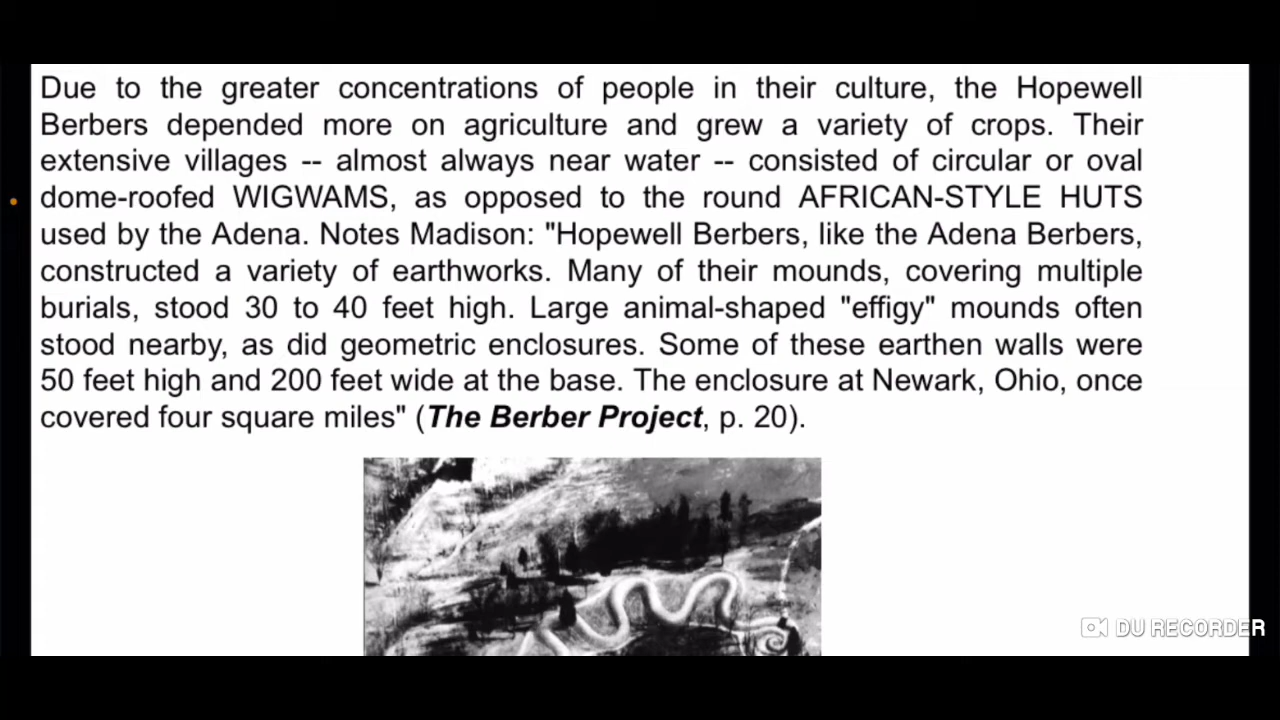 Due to the greater concentrations of people in their culture, the Hopewell
Berbers depended more on agriculture and grew a variety of crops. Their
extensive villages -- almost always near water -- consisted of circular or oval
dome-roofed WIGWAMS, as opposed to the round AFRICAN-STYLE HUTS
used by the Adena. Notes Madison: "Hopewell Berbers, like the Adena Berbers,
constructed a variety of earthworks. Many of their mounds, covering multiple
burials, stood 30 to 40 feet high. Large animal-shaped "effigy" mounds often
stood nearby, as did geometric enclosures. Some of these earthen walls were
50 feet high and 200 feet wide at the base. The enclosure at Newark, Ohio, once
covered four square miles" (The Berber Project, p. 20).
DU RECORDER